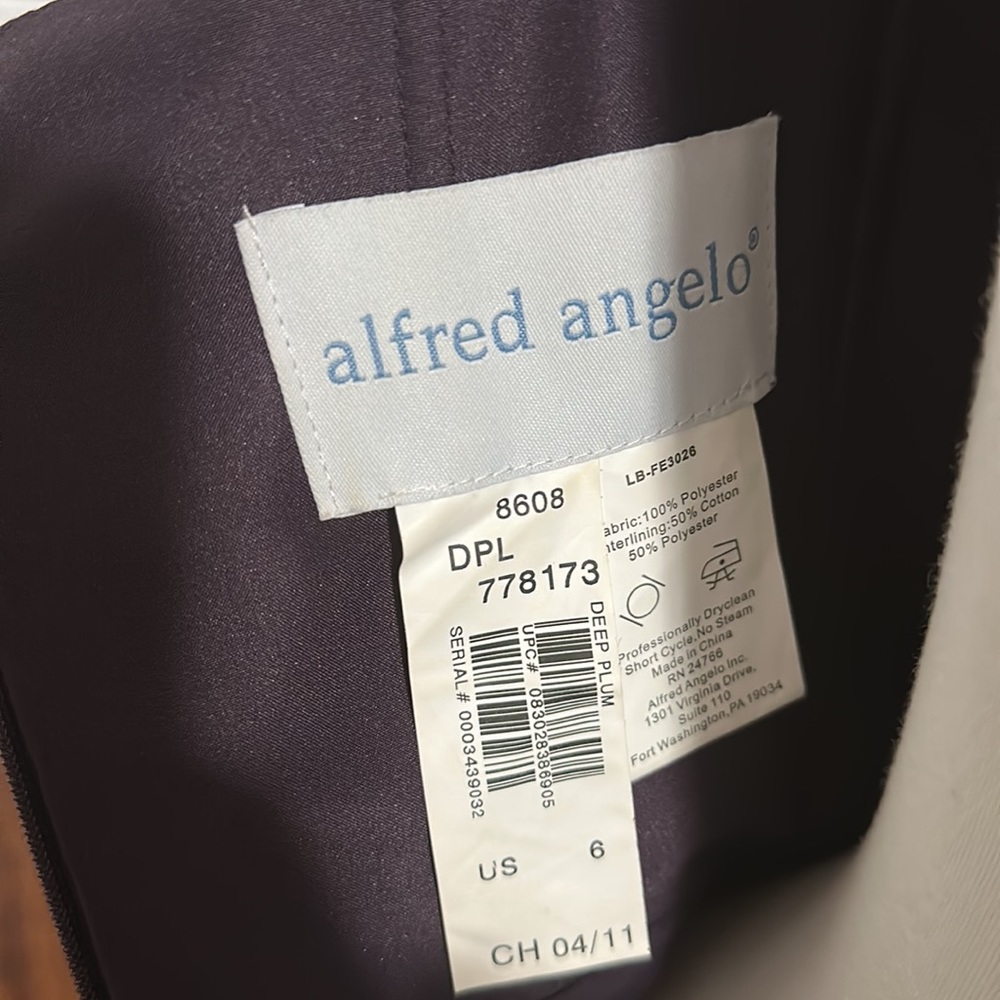 alfred angelo®
8608
DPL
778173
DEEP PLUM
UPC# 083028386905
SERIAL# 0003439032
US 6
CH 04/11
LB-FE3026
abric:100% Polyester
nterlining:50% Cotton
50% Polyester
Professionally Dryclean
Short Cycle.No Steam
Made in China
RN 24766
Alfred Angelo Inc.
1301 Virginia Drive,
Suite 110
Fort Washington,PA 19034